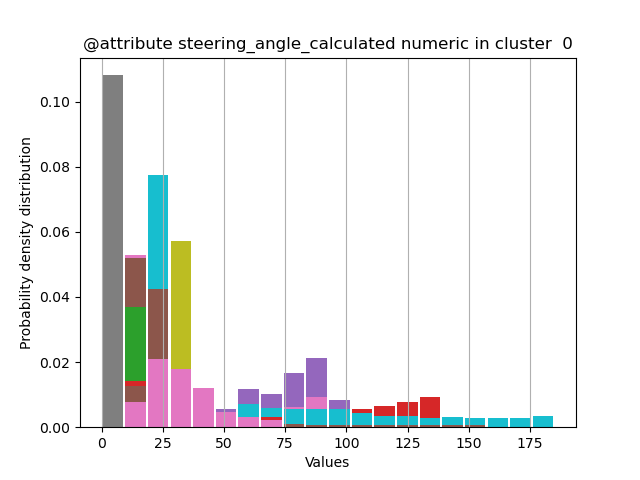 @attribute steering_angle_calculated numeric in cluster  0
Probability density distribution
0.10
0.08
0.06
0.04
0.02
0.00
0 25 50 75 100 125 150 175
Values